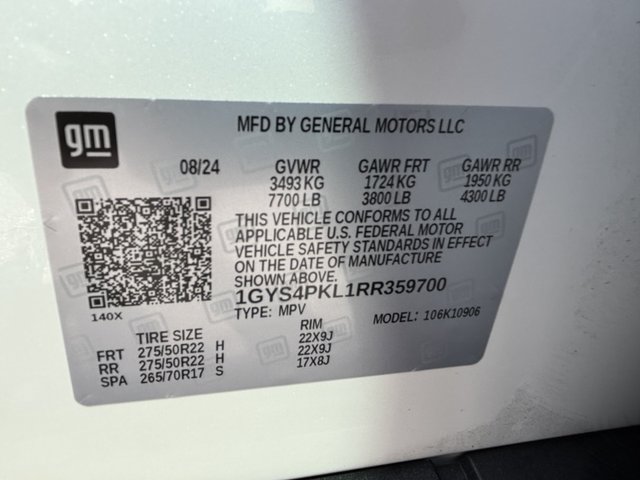 gm
MFD BY GENERAL MOTORS LLC
08/24 GVWR GAWR FRT GAWR RR
3493 KG 1724 KG 1950 KG
7700 LB 3800 LB 4300 LB
THIS VEHICLE CONFORMS TO ALL
APPLICABLE U.S. FEDERAL MOTOR
VEHICLE SAFETY STANDARDS IN EFFECT
ON THE DATE OF MANUFACTURE
SHOWN ABOVE.
1GYS4PKL1RR359700
140X
TYPE: MPV MODEL: 106K10906
TIRE SIZE RIM
FRT 275/50R22 H 22X9J
RR 275/50R22 H 22X9J
SPA 265/70R17 S 17X8J